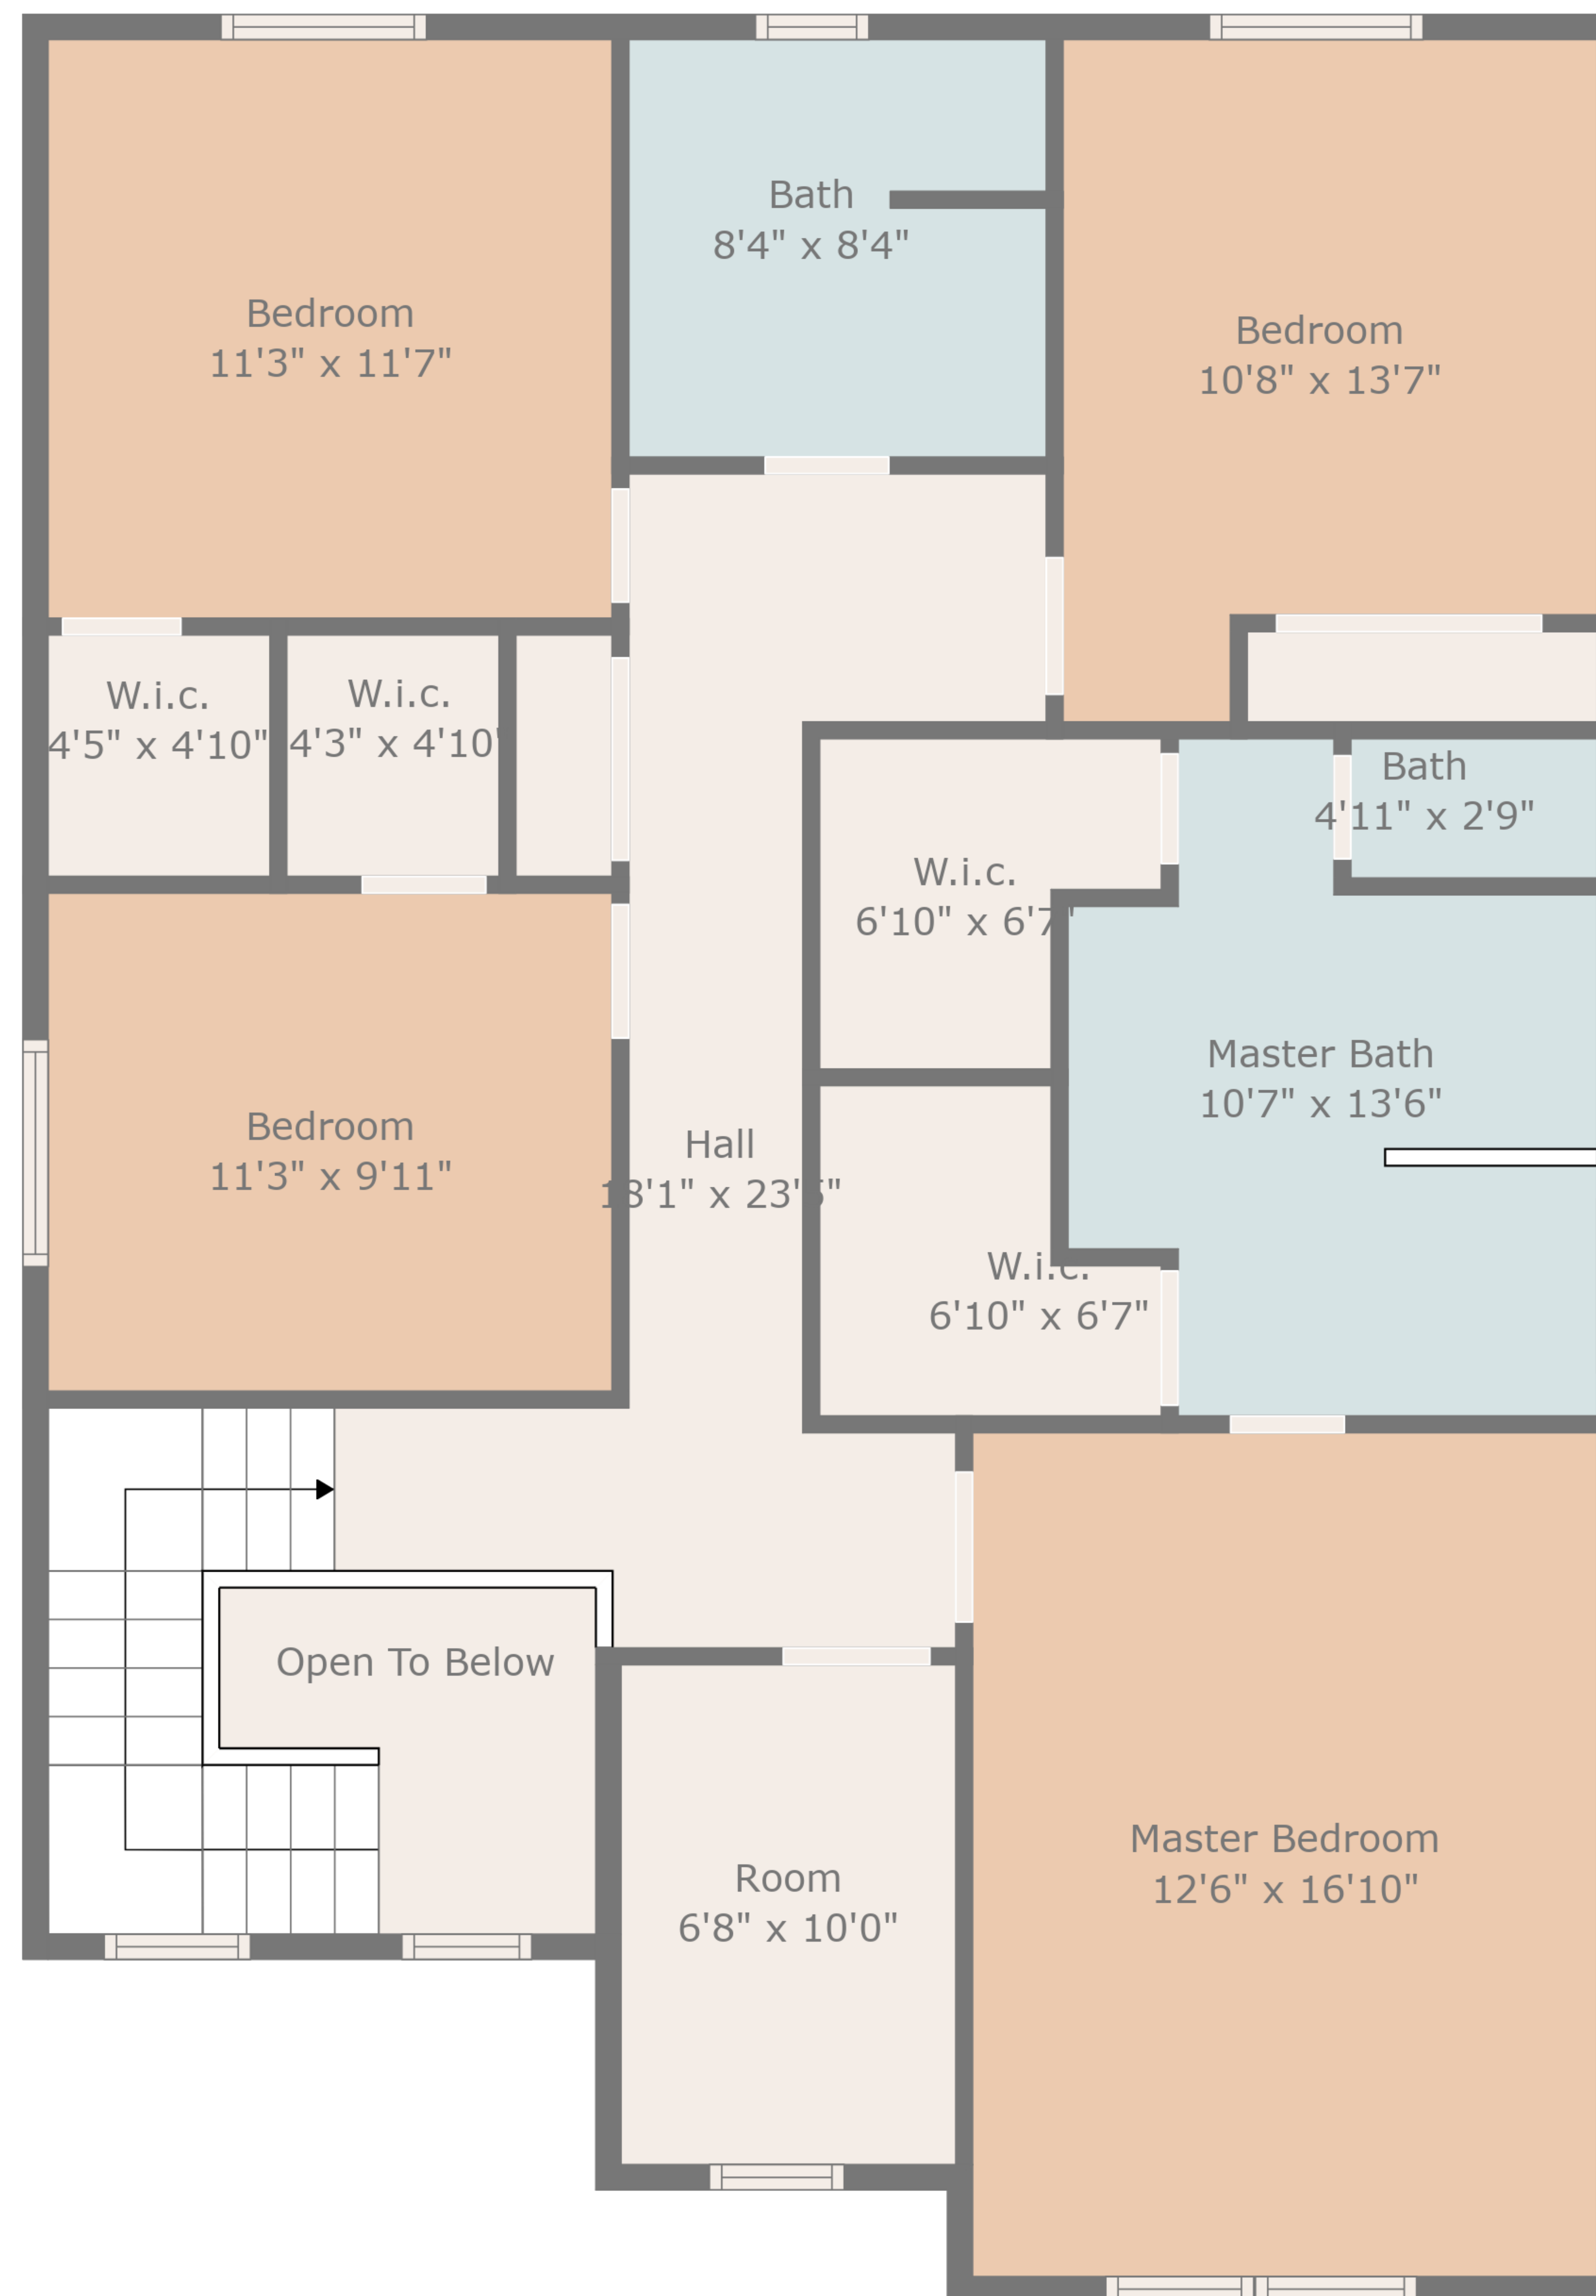 Bath
8'4" x 8'4"
Bedroom
11'3" x 11'7"
Bedroom
10'8" x 13'7"
W.i.c.
4'5" x 4'10"
W.i.c.
4'3" x 4'10"
Bath
4'11" x 2'9"
W.i.c.
6'10" x 6'7"
Master Bath
10'7" x 13'6"
Bedroom
11'3" x 9'11"
Hall
18'1" x
W.i.c.
6'10" x 6'7"
Open To Below
Master Bedroom
12'6" x 16'10"
Room
6'8" x 10'0"